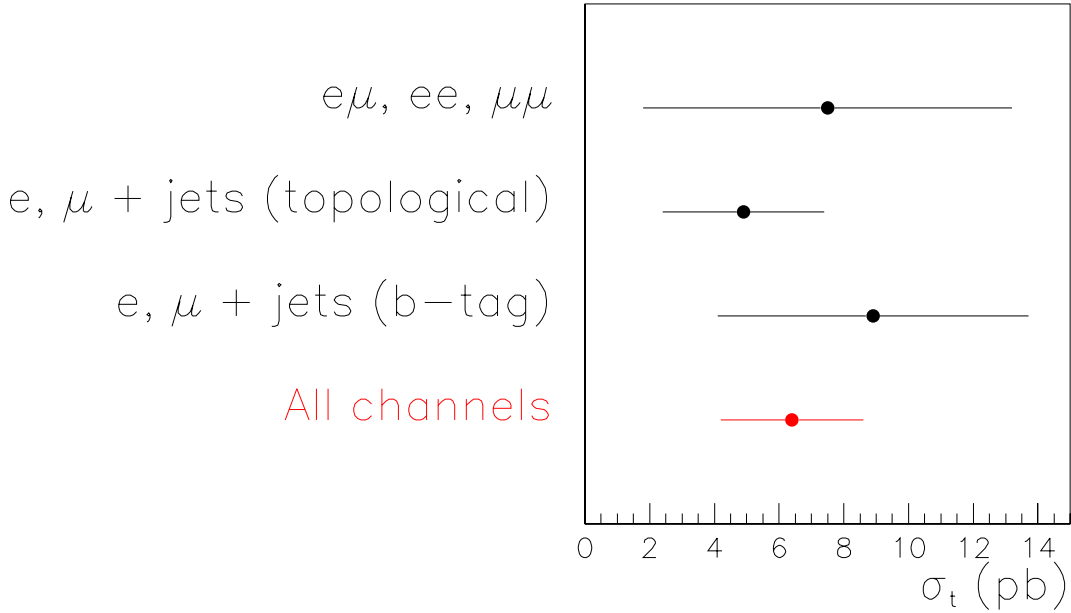 eμ, ee, μμ
e, μ + jets (topological)
e, μ + jets (b-tag)
All channels
0 2 4 6 8 10 12 14
σt (pb)